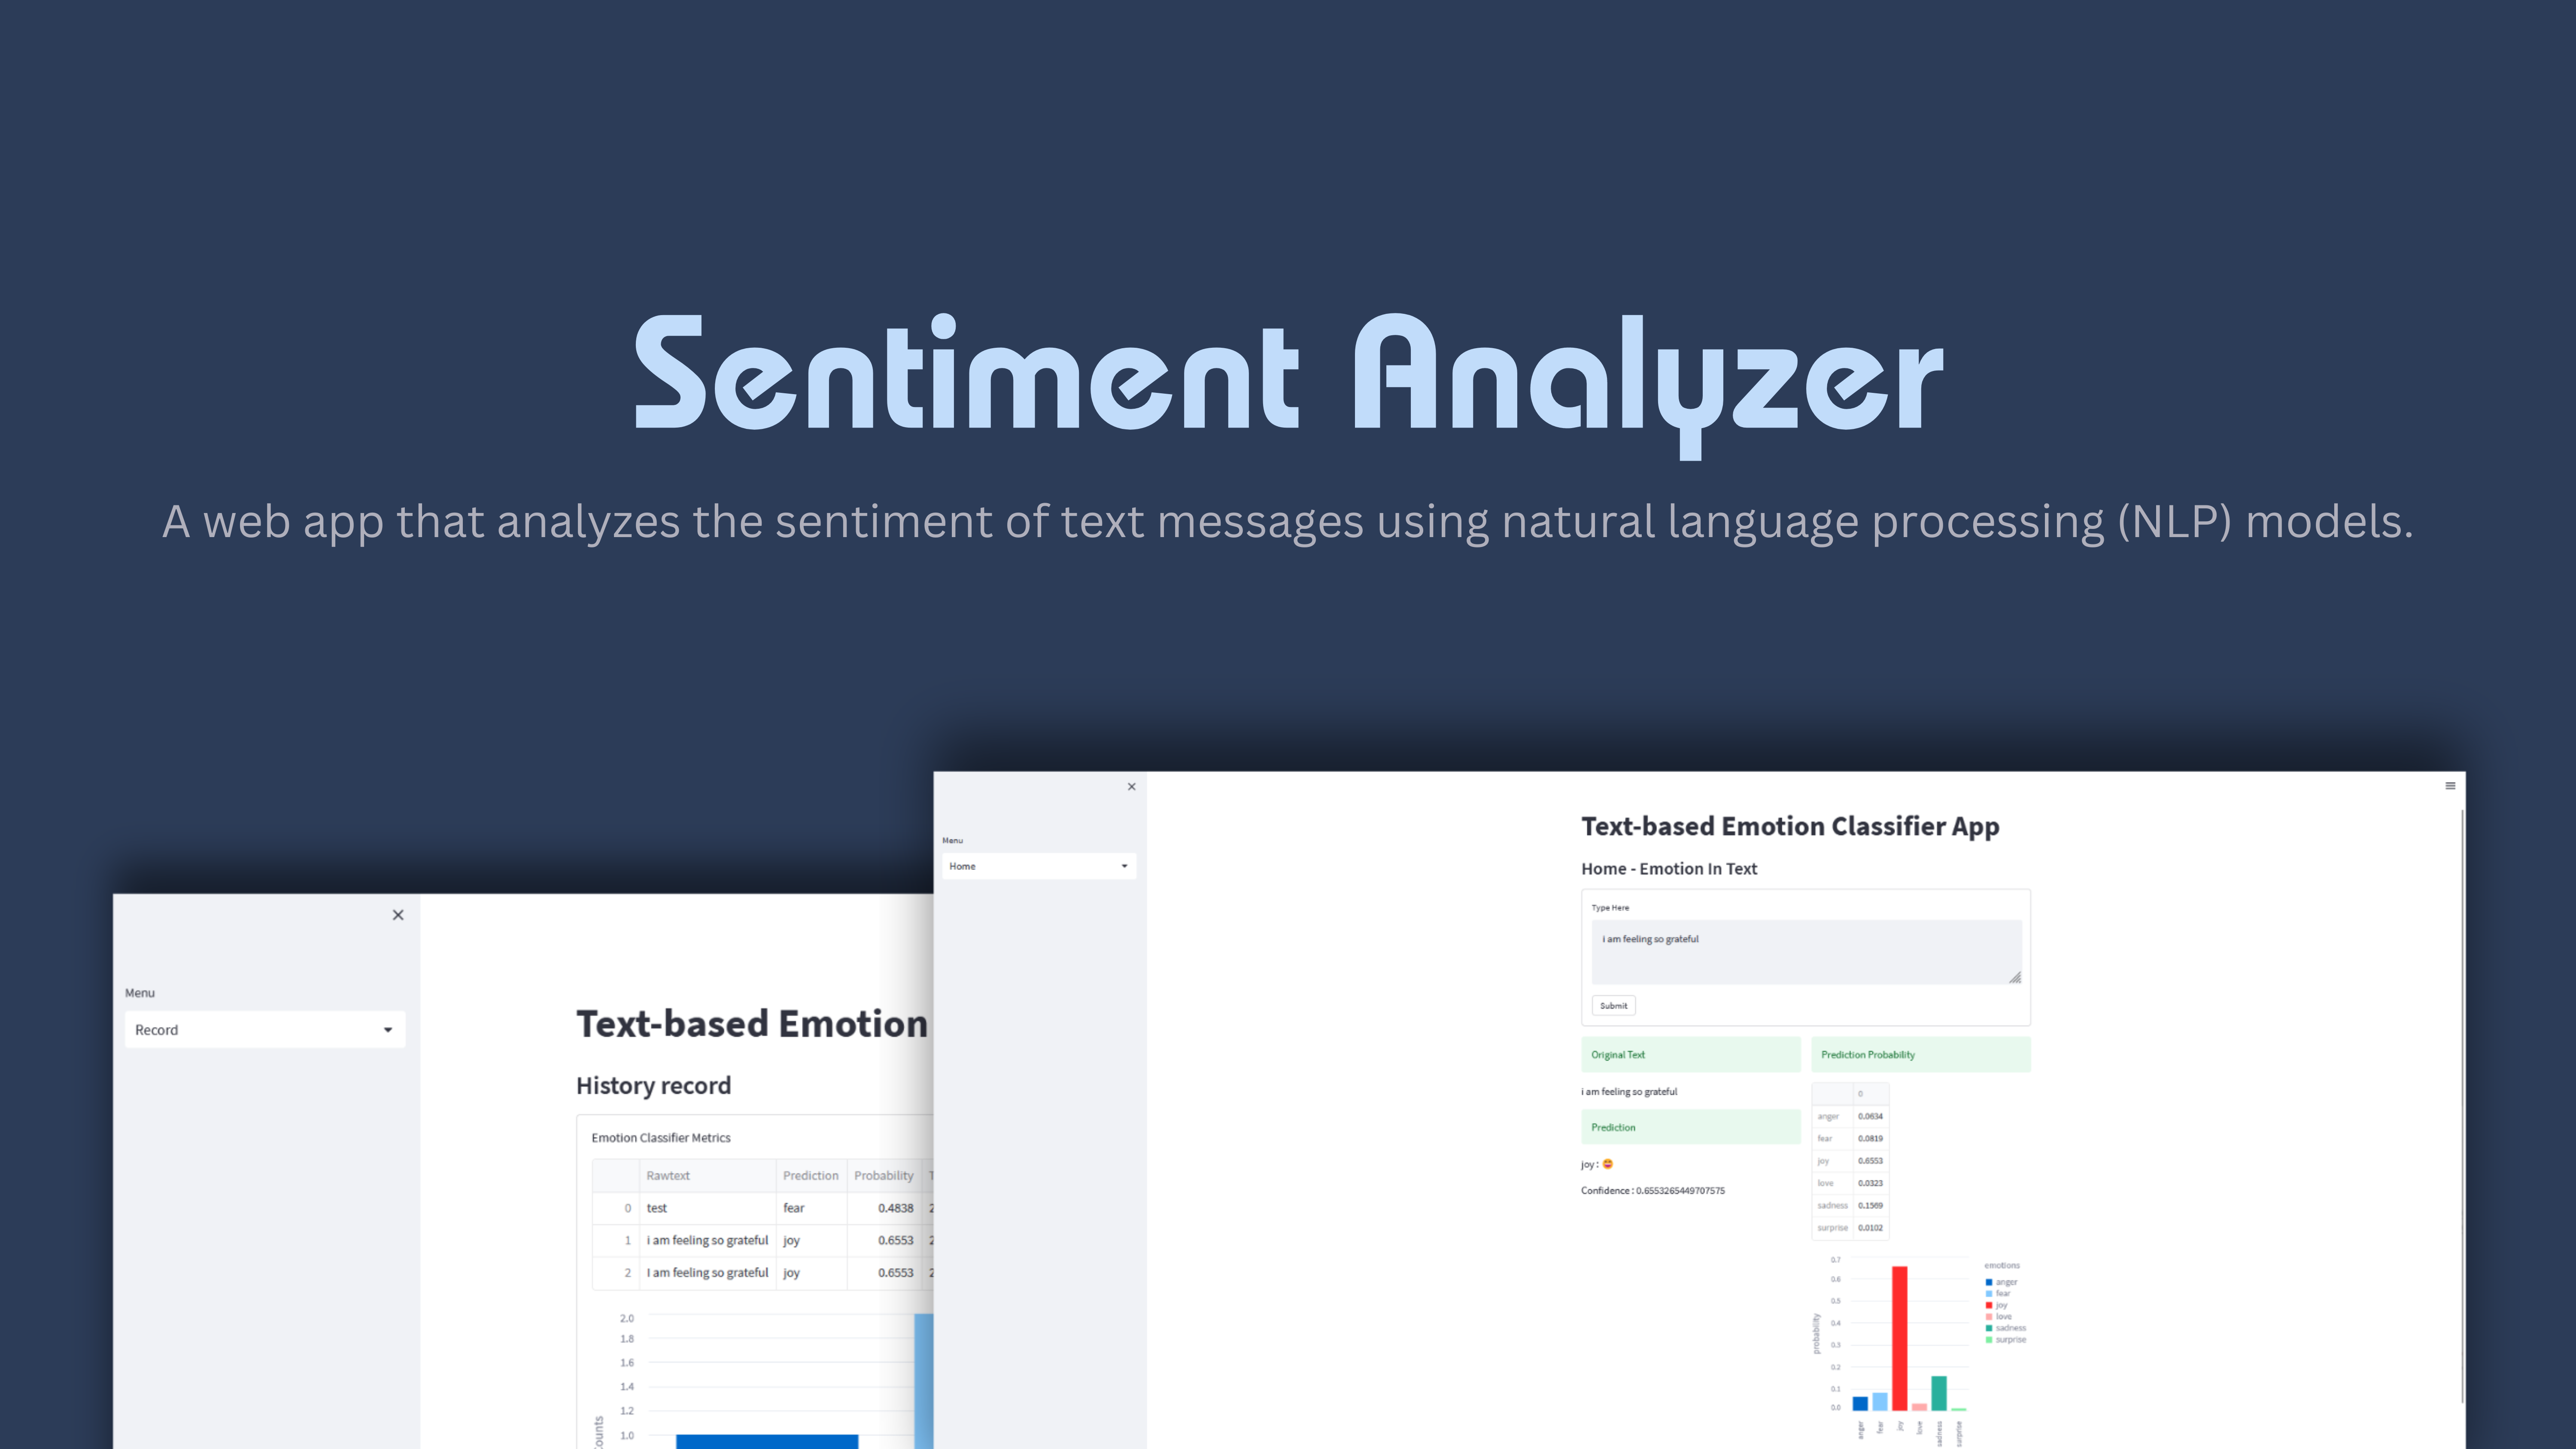 Sentiment Analyzer
A web app that analyzes the sentiment of text messages using natural language processing (NLP) models.
Menu
Record
Text-based Emotion
History record
Emotion Classifier Metrics
Rawtext Prediction Probability
0 test fear 0.4838 2
1 i am feeling so grateful joy 0.6553 2
2 I am feeling so grateful joy 0.6553 2
2.0
1.8
1.6
1.4
1.2
1.0
Menu
Home
Text-based Emotion Classifier App
Home - Emotion In Text
Type Here
i am feeling so grateful
Submit
Original Text
i am feeling so grateful
Prediction
joy : 
Confidence : 0.6553265449707575
Prediction Probability
0
anger 0.0634
fear 0.0819
joy 0.6553
love 0.0323
sadness 0.1569
surprise 0.0102
probability
0.7
0.6
0.5
0.4
0.3
0.2
0.1
0.0
anger
fear
joy
love
sadness
surprise
emotions
anger
fear
joy
love
sadness
surprise